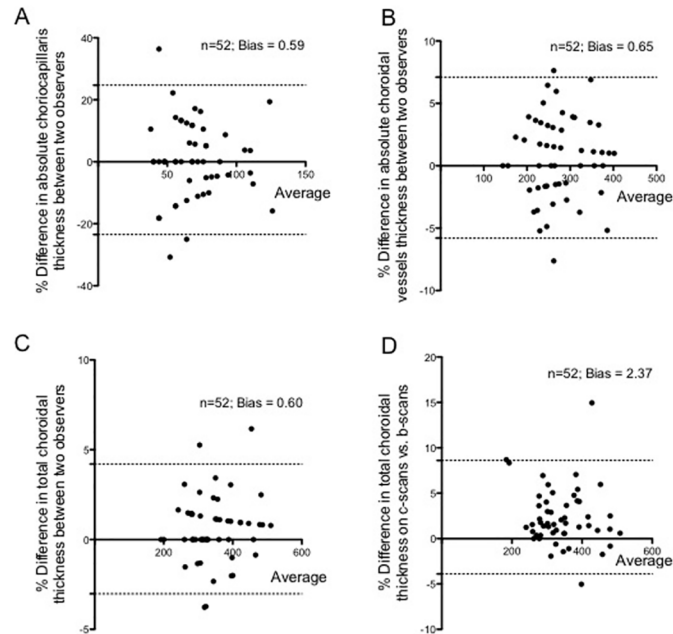 A
% Difference in absolute choriocapillaris
thickness between two observers
n=52; Bias = 0.59
40
20
0
-20
-40
50
100
150
Average
B
% Difference in absolute choroidal
vessels thickness between two observers
n=52; Bias = 0.65
10
5
0
-5
-10
100
200
300
400
500
Average
C
% Difference in total choroidal
thickness between two observers
n=52; Bias = 0.60
10
5
0
-5
200
400
600
Average
D
% Difference in total choroidal
thickness on c-scans vs. b-scans
n=52; Bias = 2.37
20
15
10
5
0
-5
-10
200
400
600
Average